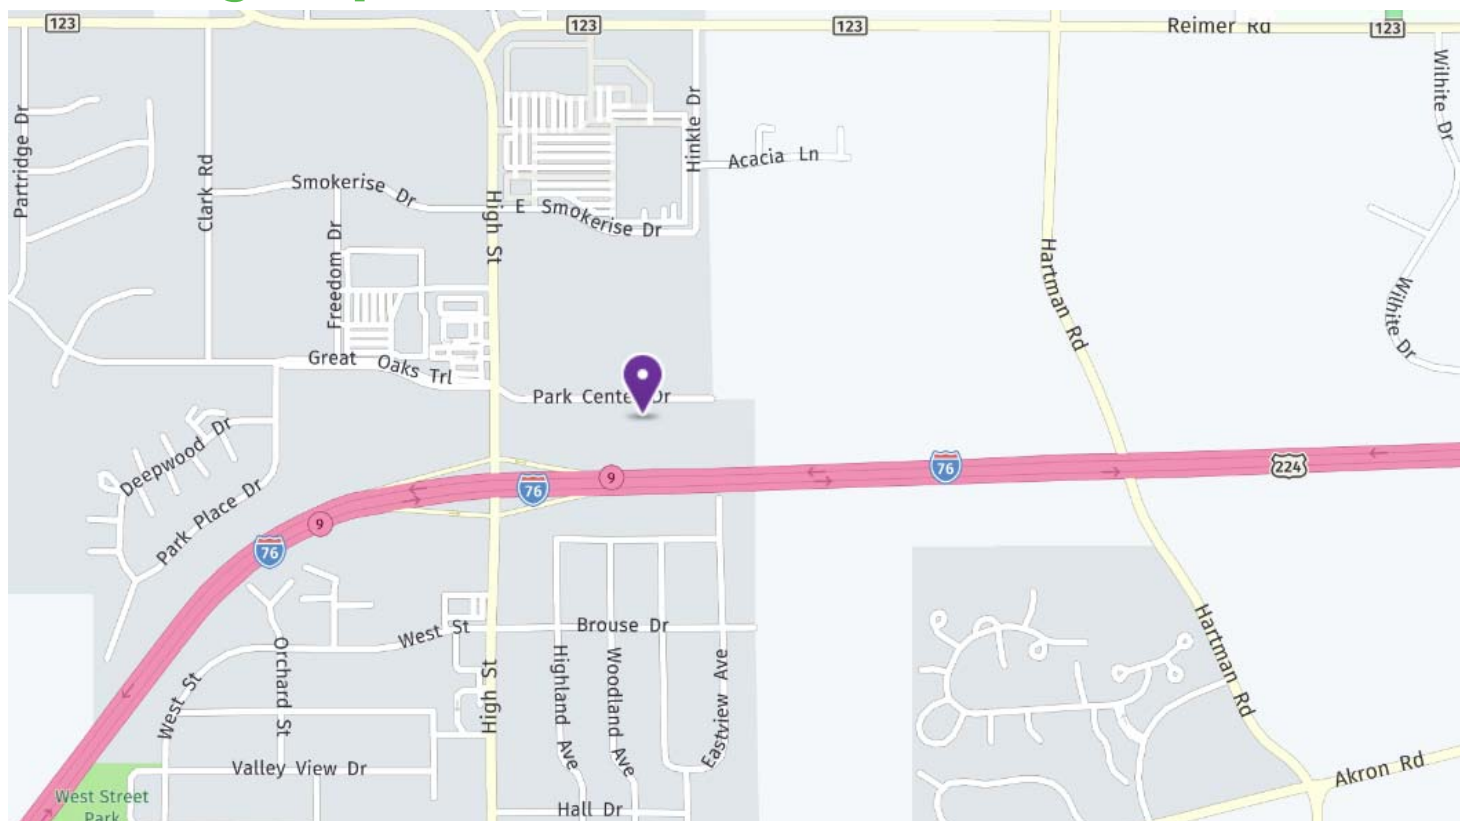 123
123
123
Reimer Rd
123
Partridge Dr
Clark Rd
Hinkle Dr
Wilhite Dr
Acacia Ln
Smokerise Dr
High St
E Smokerise Dr
Freedom Dr
Hartman Rd
Wilhite Dr
Great Oaks Trl
Park Center Dr
Deepwood Dr
Park Place Dr
76
9
76
224
9
76
West St
Brouse Dr
Orchard St
West St
High St
Highland Ave
Woodland Ave
Eastview Ave
Hartman Rd
Valley View Dr
Akron Rd
West Street
Park
Hall Dr